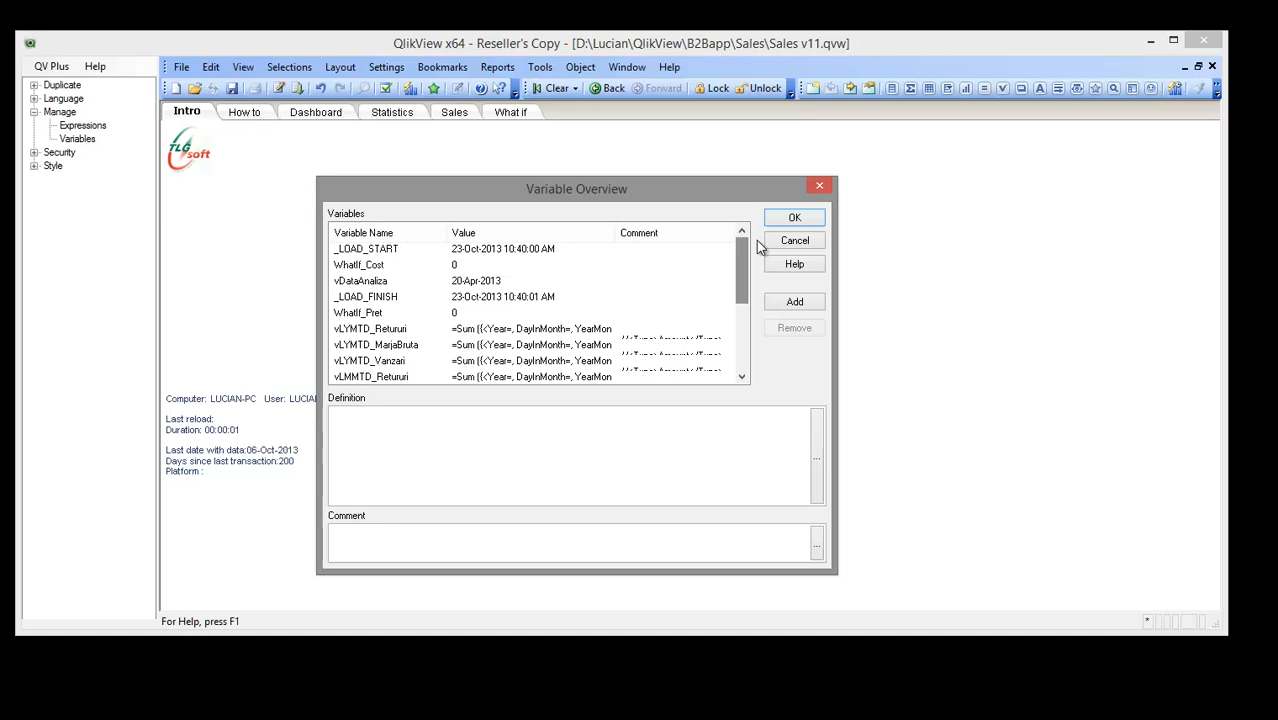 QlikView x64 - Reseller's Copy - [D:\Lucian\QlikView\B2Bapp\Sales\Sales v11.qvw]
QV Plus Help
File Edit View Selections Layout Settings Bookmarks Reports Tools Object Window Help
Clear Back Forward Lock Unlock
Duplicate
Language
Manage
Expressions
Variables
Security
Style
Intro How to Dashboard Statistics Sales What if
TLG
soft
Computer: LUCIAN-PC User: LUCIA
Last reload:
Duration: 00:00:01
Last date with data:06-Oct-2013
Days since last transaction:200
Platform :
Variable Overview
Variables
Variable Name Value Comment
_LOAD_START 23-Oct-2013 10:40:00 AM
WhatIf_Cost 0
vDataAnaliza 20-Apr-2013
_LOAD_FINISH 23-Oct-2013 10:40:01 AM
WhatIf_Pret 0
vLYMTD_Retururi =Sum ({<Year=, DayInMonth=, YearMon
vLYMTD_MarjaBruta =Sum ({<Year=, DayInMonth=, YearMon
vLYMTD_Vanzari =Sum ({<Year=, DayInMonth=, YearMon
vLMMTD_Retururi =Sum ({<Year=, DayInMonth=, YearMon
OK
Cancel
Help
Add
Remove
Definition
...
Comment
...
For Help, press F1